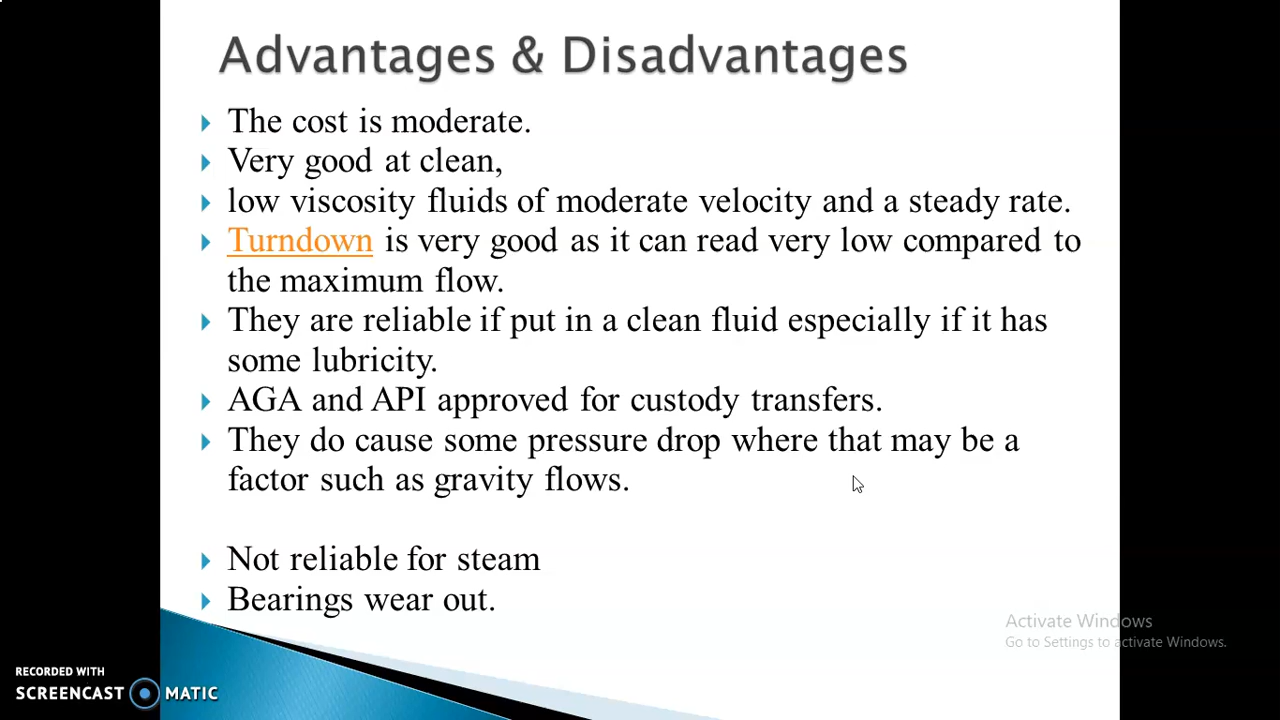 Advantages & Disadvantages
The cost is moderate.
Very good at clean,
low viscosity fluids of moderate velocity and a steady rate.
Turndown is very good as it can read very low compared to
the maximum flow.
They are reliable if put in a clean fluid especially if it has
some lubricity.
AGA and API approved for custody transfers.
They do cause some pressure drop where that may be a
factor such as gravity flows.
Not reliable for steam
Bearings wear out.
Activate Windows
Go to Settings to activate Windows.
RECORDED WITH
SCREENCAST MATIC